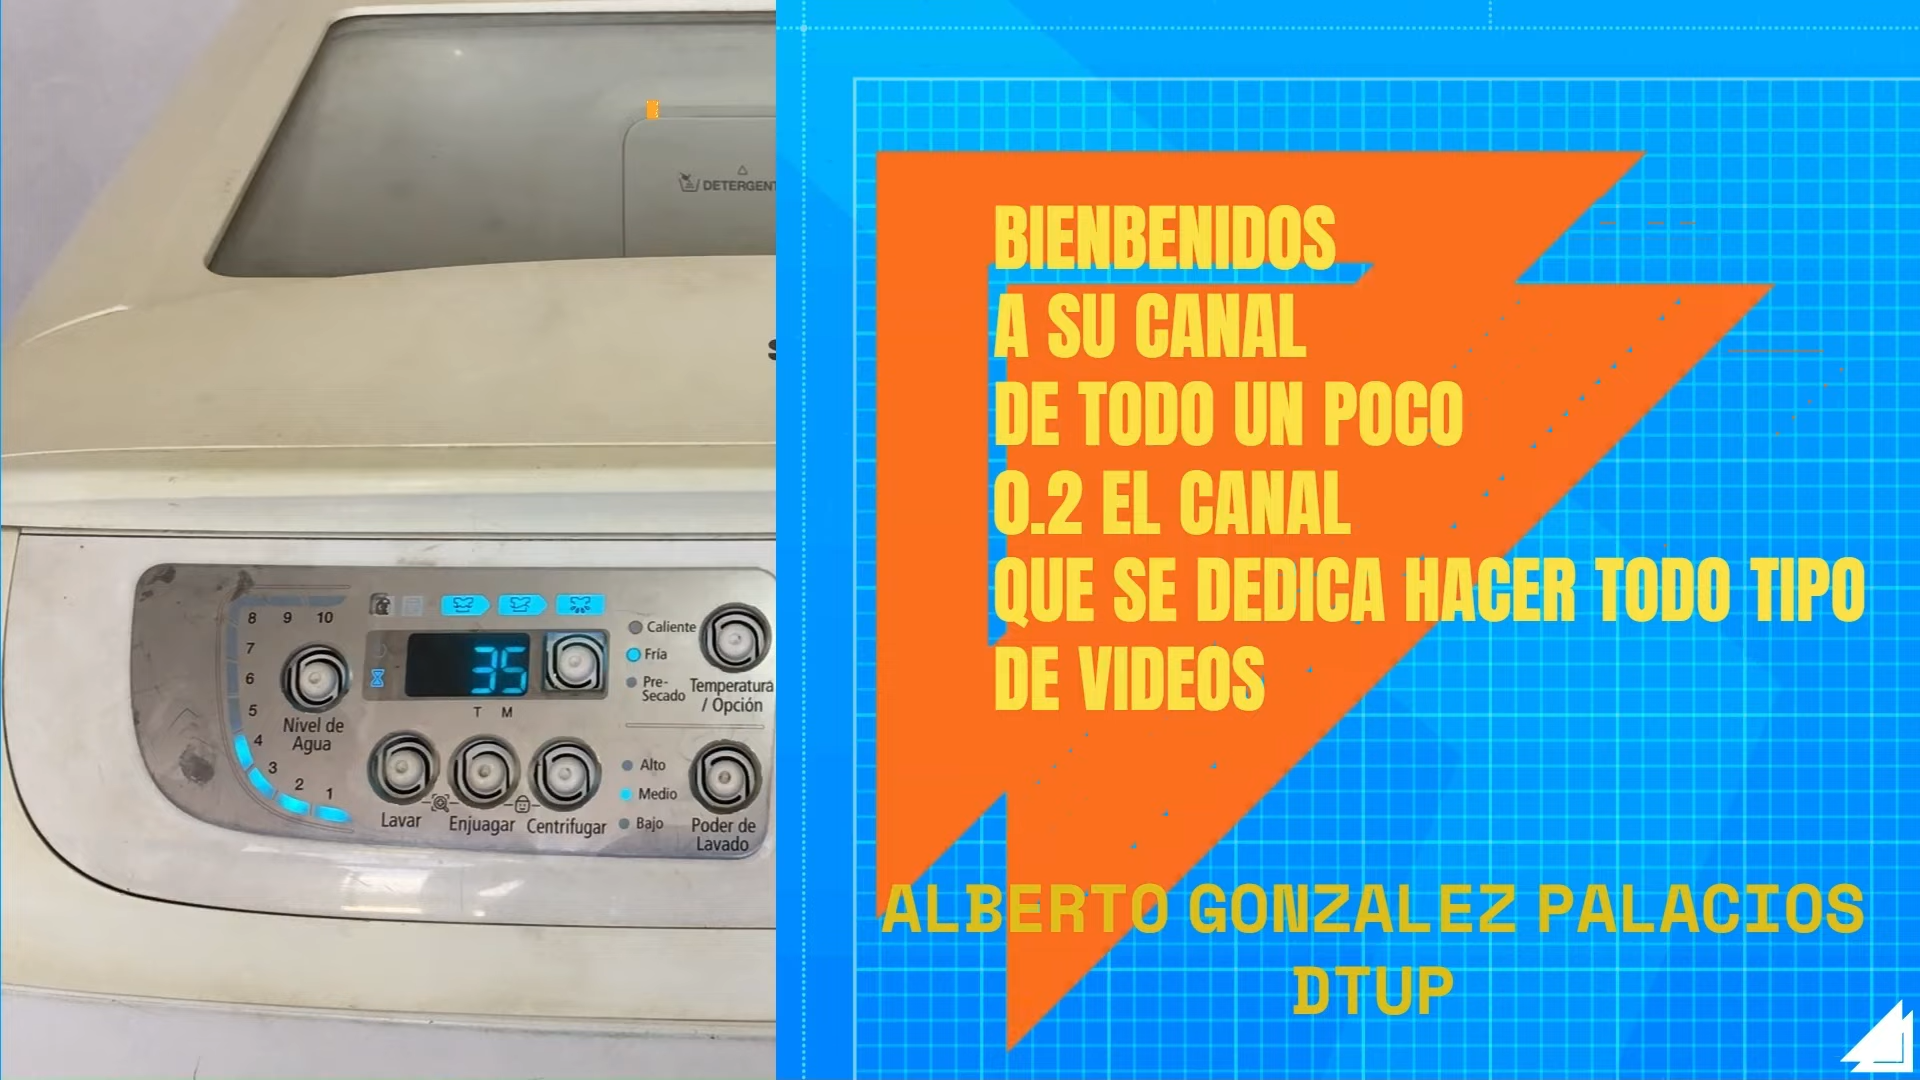 DETERGENT
S
8 9 10
7
6
5
4
3
2
1
Nivel de
Agua
35
T M
Caliente
Fría
Pre-
Secado
Temperatura
/ Opción
Lavar
Enjuagar
Centrifugar
Alto
Medio
Bajo
Poder de
Lavado
BIENBENIDOS
A SU CANAL
DE TODO UN POCO
0.2 EL CANAL
QUE SE DEDICA HACER TODO TIPO
DE VIDEOS
ALBERTO GONZALEZ PALACIOS
DTUP